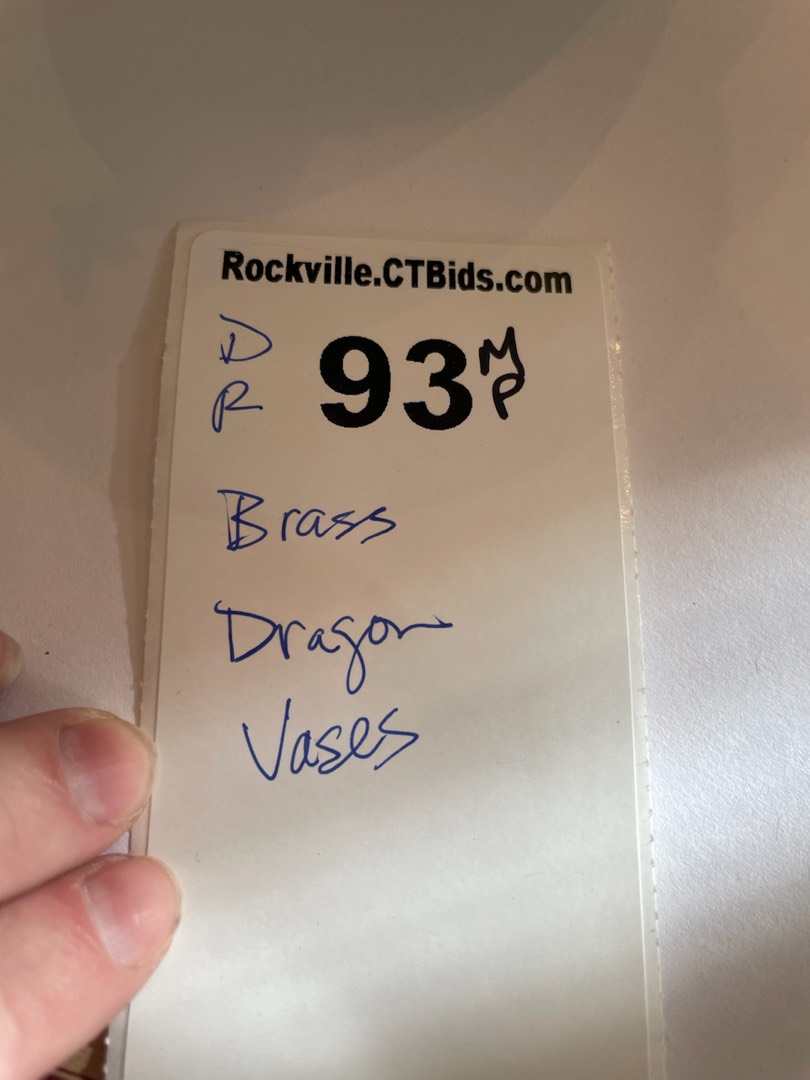 Rockville.CTBids.com
D
R
93
M
P
Brass
Dragon
Vases